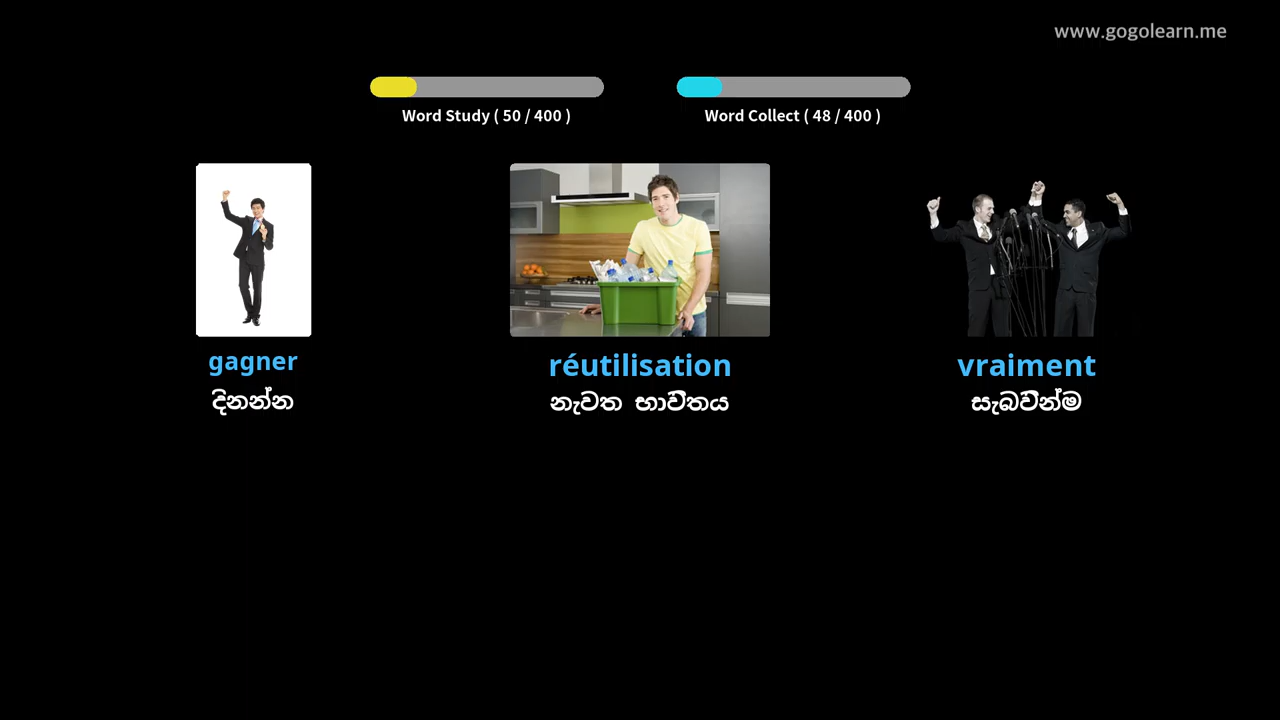 www.gogolearn.me
Word Study ( 50 / 400 )
Word Collect ( 48 / 400 )
gagner
réutilisation
vraiment
දිනන්න
නැවත භාවිතය
සැබවින්ම